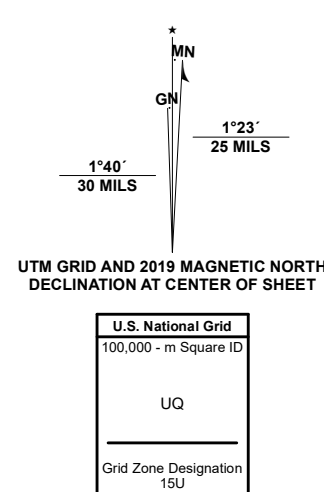 ★
MN
GN
1°23´
25 MILS
1°40´
30 MILS
UTM GRID AND 2019 MAGNETIC NORTH
DECLINATION AT CENTER OF SHEET
U.S. National Grid
100,000 - m Square ID
UQ
Grid Zone Designation
15U